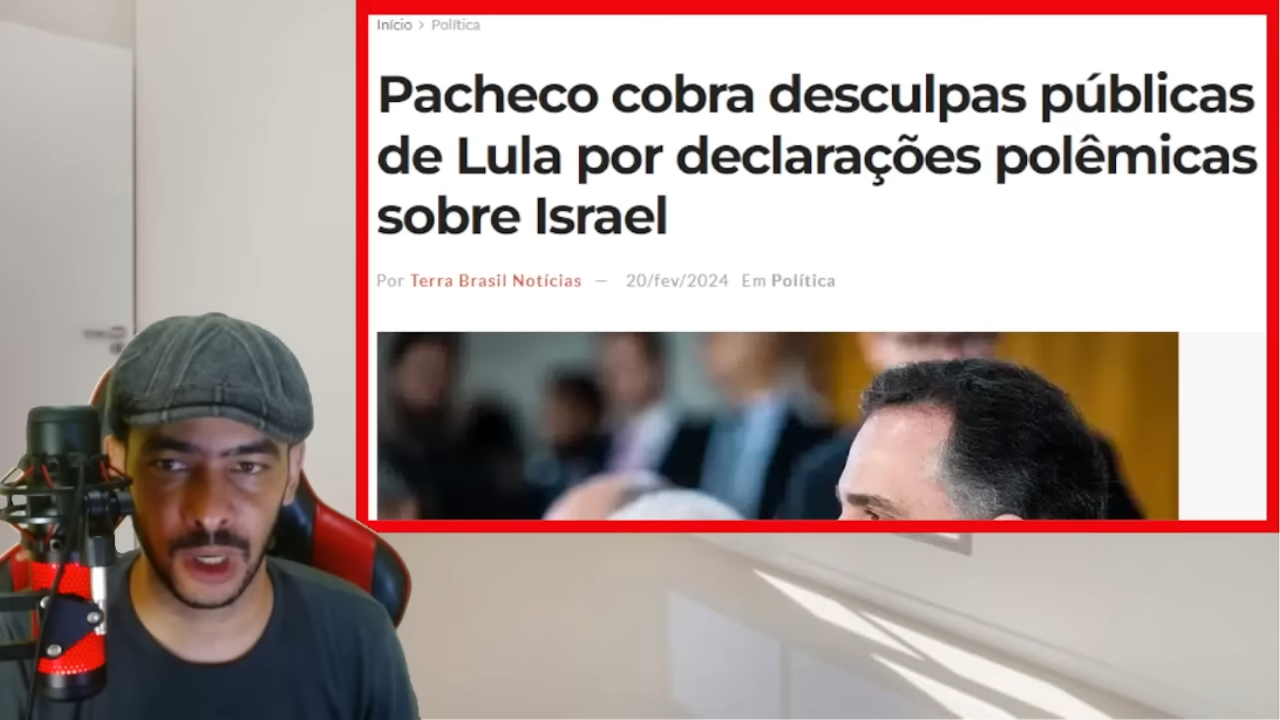 Início > Política
Pacheco cobra desculpas públicas
de Lula por declarações polêmicas
sobre Israel
Por Terra Brasil Notícias — 20/fev/2024 Em Política